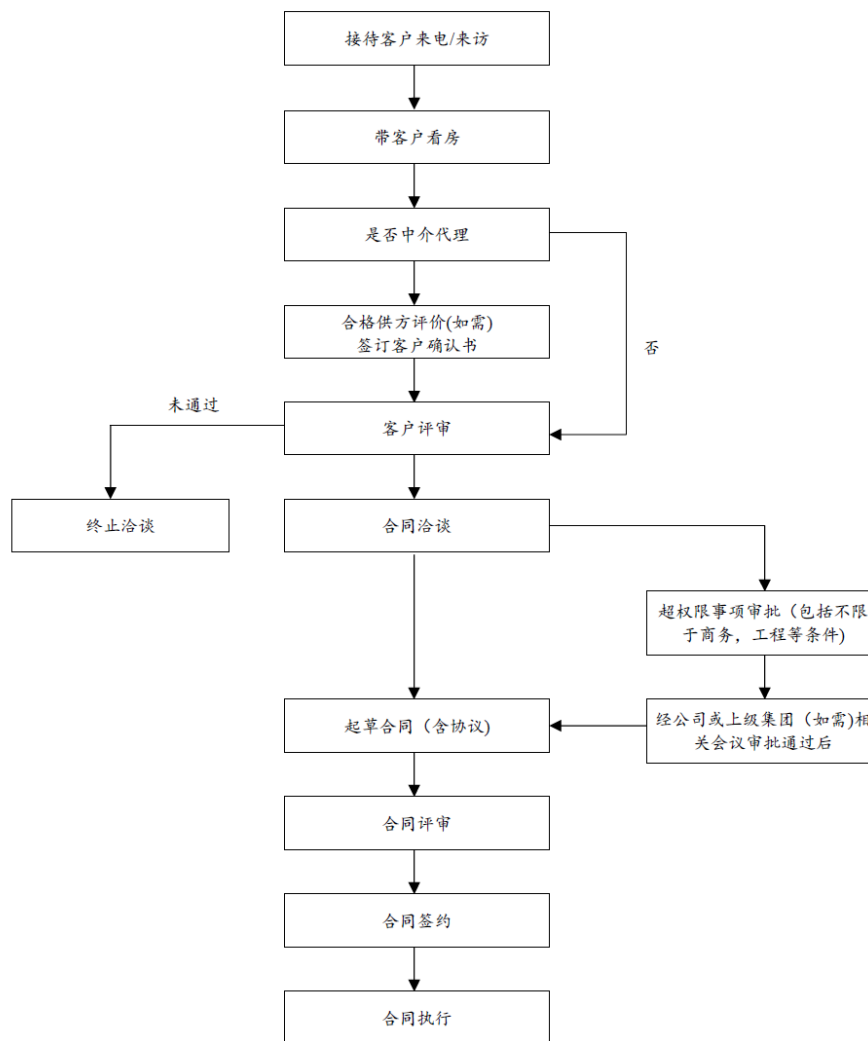 接待客户来电/来访
带客户看房
是否中介代理
合格供方评价(如需)
签订客户确认书
否
未通过
客户评审
终止洽谈
合同洽谈
超权限事项审批（包括不限
于商务，工程等条件)
起草合同（含协议)
经公司或上级集团（如需)相
关会议审批通过后
合同评审
合同签约
合同执行